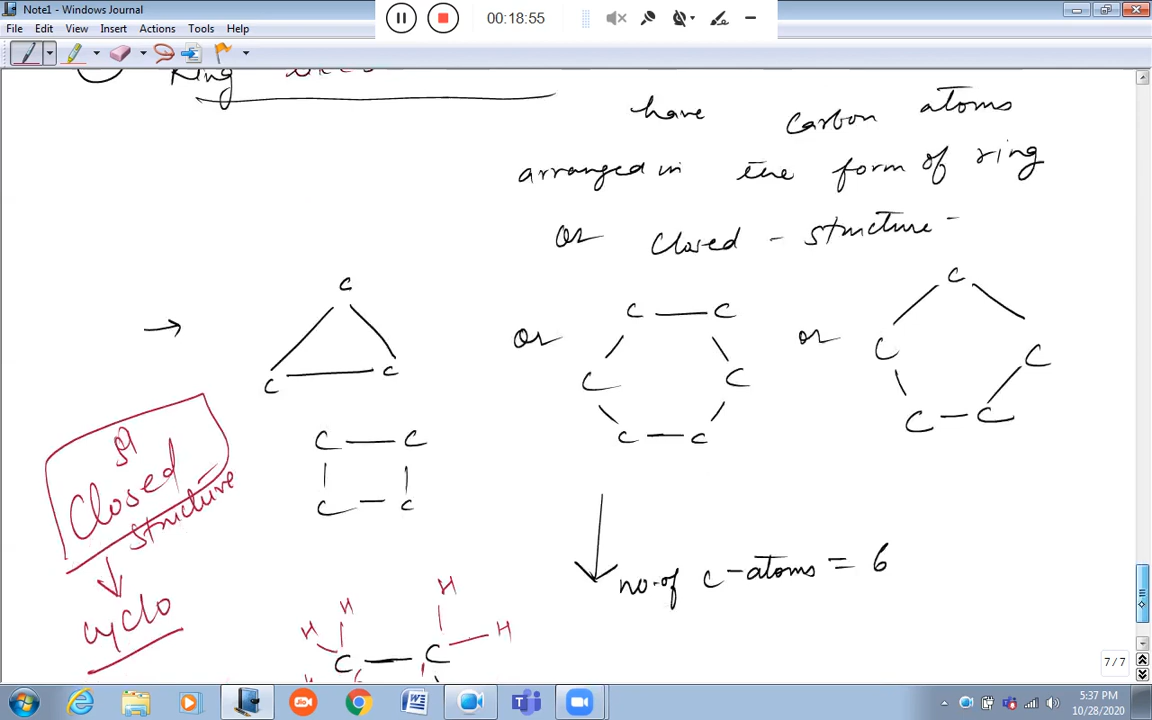 Note1 - Windows Journal
00:18:55
File Edit View Insert Actions Tools Help
Ring
have carbon atoms
arranged in the form of ring
or closed - structure -
C
C C
or
C C
C C
C C
or
C
C C
C C
C C
C C
Closed
structure
cyclo
no. of C-atoms = 6
H H H H
C C
7 / 7
5:37 PM
10/28/2020